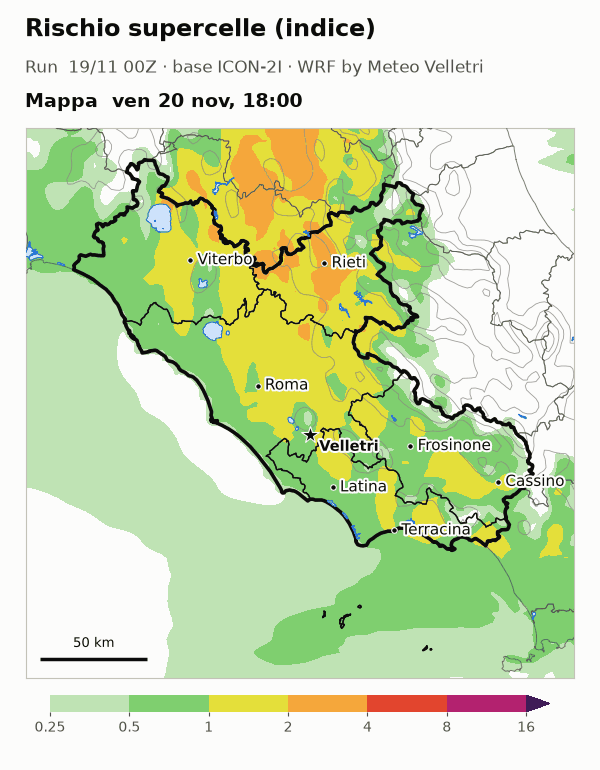 Rischio supercelle (indice)
Run  19/11 00Z · base ICON-2I · WRF by Meteo Velletri
Mappa  ven 20 nov, 18:00
Viterbo
Rieti
Roma
Velletri
Frosinone
Cassino
Latina
Terracina
50 km
0.25 0.5 1 2 4 8 16